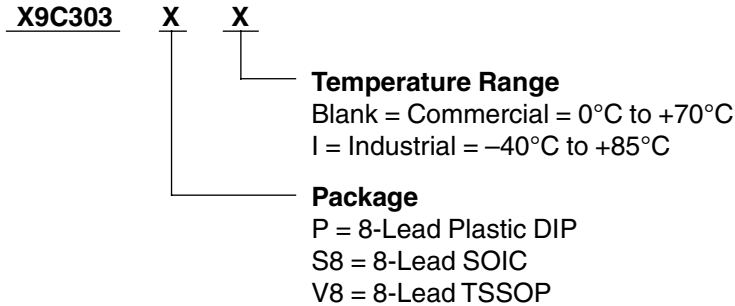 X9C303 X X
Temperature Range
Blank = Commercial = 0°C to +70°C
I = Industrial = –40°C to +85°C
Package
P = 8-Lead Plastic DIP
S8 = 8-Lead SOIC
V8 = 8-Lead TSSOP